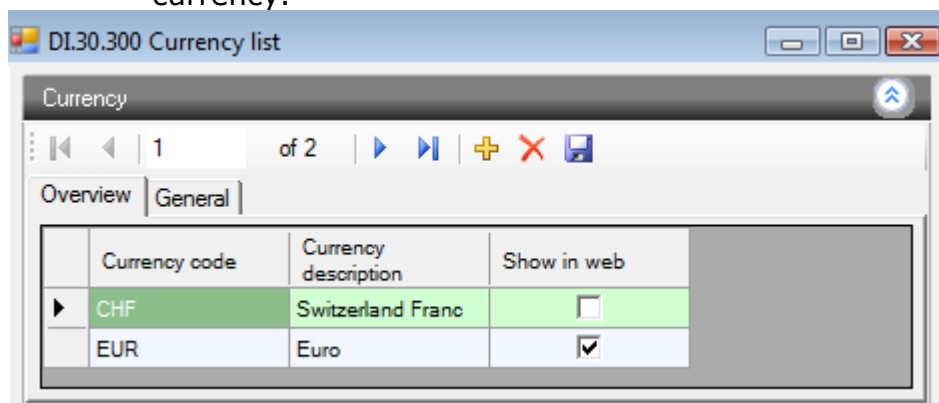 currency.
DI.30.300 Currency list
Currency
1 of 2
Overview General
Currency code Currency description Show in web
CHF Switzerland Franc
EUR Euro